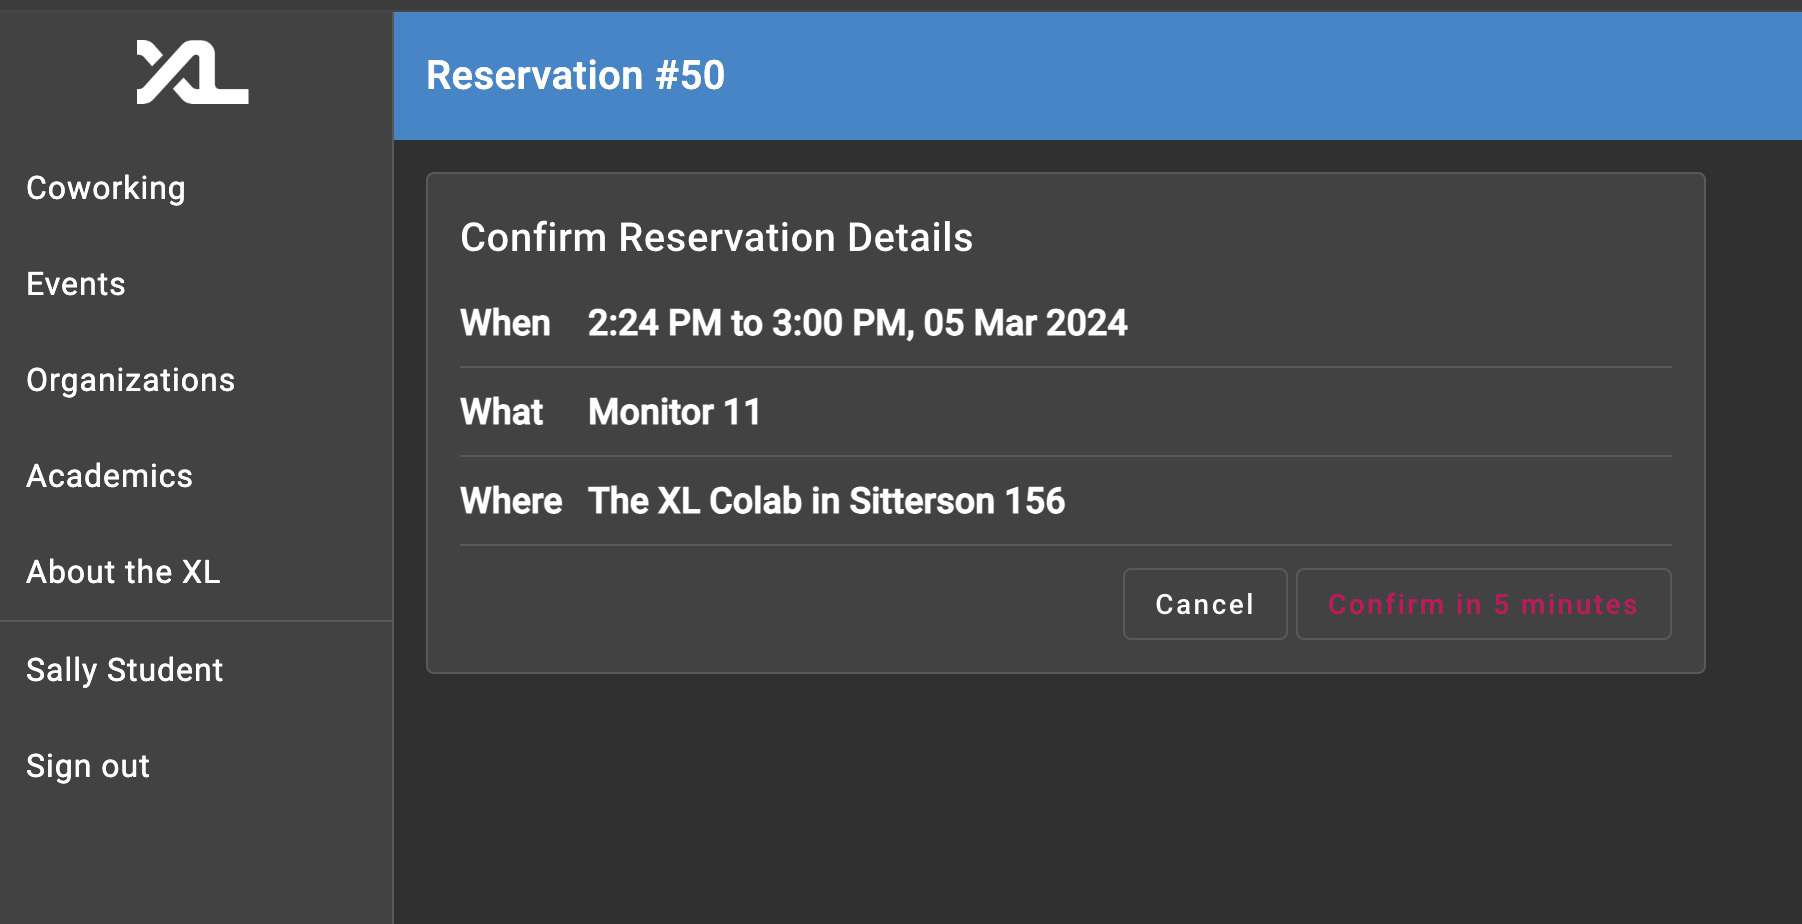 XL
Coworking
Events
Organizations
Academics
About the XL
Sally Student
Sign out
Reservation #50
Confirm Reservation Details
When 2:24 PM to 3:00 PM, 05 Mar 2024
What Monitor 11
Where The XL Colab in Sitterson 156
Cancel Confirm in 5 minutes